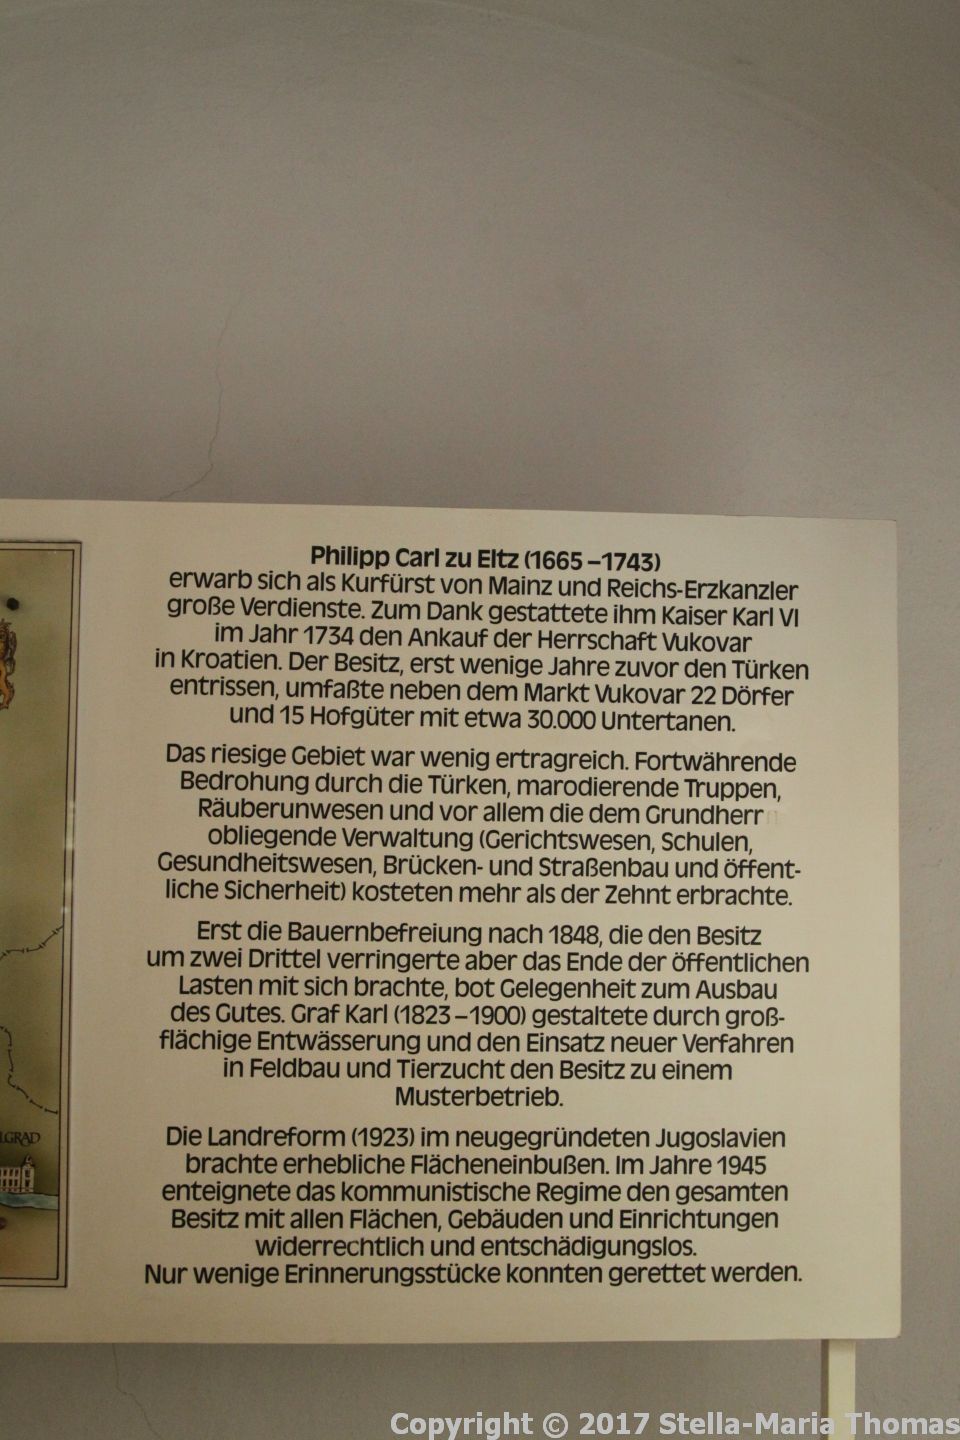 Philipp Carl zu Eltz (1665 – 1743)
erwarb sich als Kurfürst von Mainz und Reichs-Erzkanzler
große Verdienste. Zum Dank gestattete ihm Kaiser Karl VI
im Jahr 1734 den Ankauf der Herrschaft Vukovar
in Kroatien. Der Besitz, erst wenige Jahre zuvor den Türken
entrissen, umfaßte neben dem Markt Vukovar 22 Dörfer
und 15 Hofgüter mit etwa 30.000 Untertanen.
Das riesige Gebiet war wenig ertragreich. Fortwährende
Bedrohung durch die Türken, marodierende Truppen,
Räuberunwesen und vor allem die dem Grundherr
obliegende Verwaltung (Gerichtswesen, Schulen,
Gesundheitswesen, Brücken- und Straßenbau und öffent-
liche Sicherheit) kosteten mehr als der Zehnt erbrachte.
Erst die Bauernbefreiung nach 1848, die den Besitz
um zwei Drittel verringerte aber das Ende der öffentlichen
Lasten mit sich brachte, bot Gelegenheit zum Ausbau
des Gutes. Graf Karl (1823 – 1900) gestaltete durch groß-
flächige Entwässerung und den Einsatz neuer Verfahren
in Feldbau und Tierzucht den Besitz zu einem
Musterbetrieb.
Die Landreform (1923) im neugegründeten Jugoslavien
brachte erhebliche Flächeneinbußen. Im Jahre 1945
enteignete das kommunistische Regime den gesamten
Besitz mit allen Flächen, Gebäuden und Einrichtungen
widerrechtlich und entschädigungslos.
Nur wenige Erinnerungsstücke konnten gerettet werden.
LGRAD
Copyright © 2017 Stella-Maria Thomas